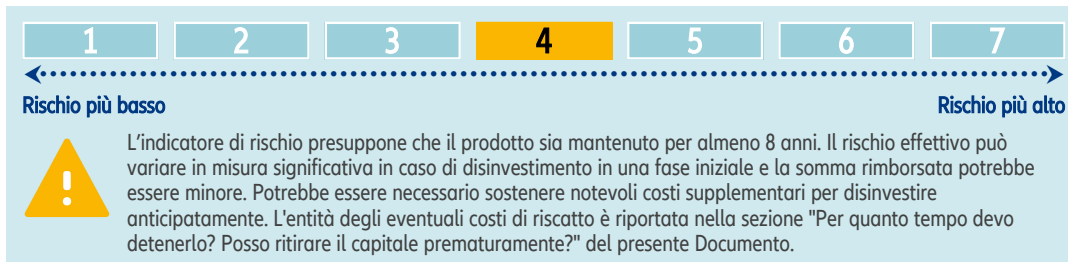 1 2 3 4 5 6 7
Rischio più basso Rischio più alto
L’indicatore di rischio presuppone che il prodotto sia mantenuto per almeno 8 anni. Il rischio effettivo può
variare in misura significativa in caso di disinvestimento in una fase iniziale e la somma rimborsata potrebbe
essere minore. Potrebbe essere necessario sostenere notevoli costi supplementari per disinvestire
anticipatamente. L'entità degli eventuali costi di riscatto è riportata nella sezione "Per quanto tempo devo
detenerlo? Posso ritirare il capitale prematuramente?" del presente Documento.